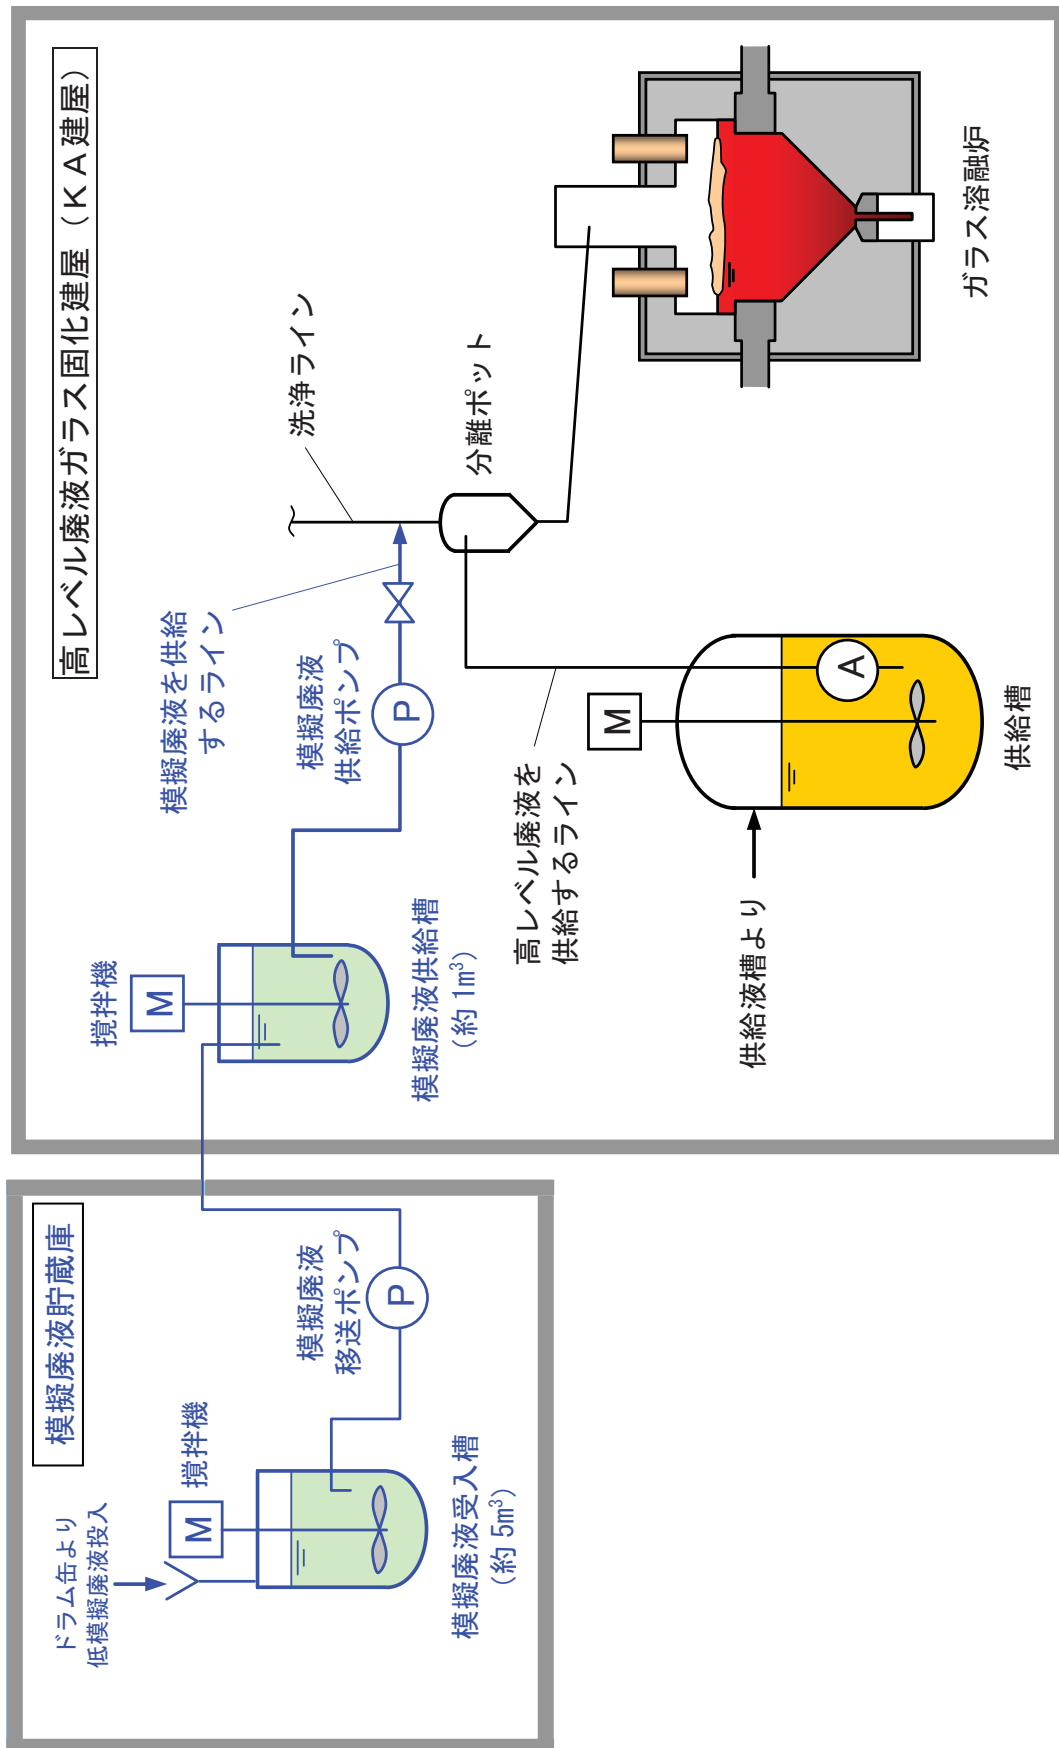 模擬廃液貯蔵庫
ドラム缶より
低模擬廃液投入
攪拌機
M
模擬廃液受入槽
（約 5m³）
模擬廃液
移送ポンプ
P
高レベル廃液ガラス固化建屋（ＫＡ建屋）
攪拌機
M
模擬廃液供給槽
（約 1m³）
模擬廃液を供給
するライン
模擬廃液
供給ポンプ
P
洗浄ライン
分離ポット
高レベル廃液を
供給するライン
供給液槽より
M
A
供給槽
ガラス溶融炉